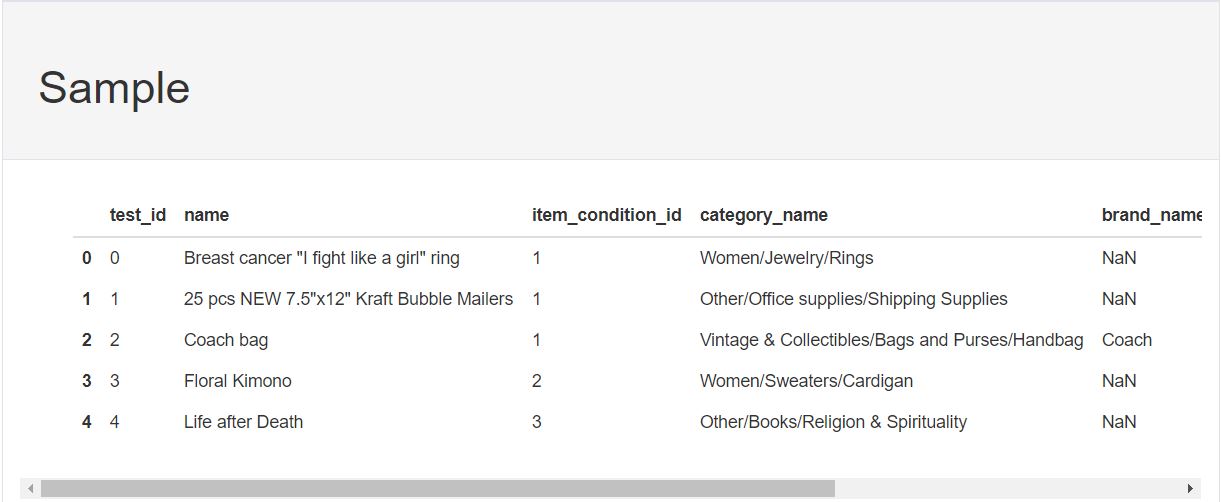 Sample
test_id name item_condition_id category_name brand_name
0 0 Breast cancer "I fight like a girl" ring 1 Women/Jewelry/Rings NaN
1 1 25 pcs NEW 7.5"x12" Kraft Bubble Mailers 1 Other/Office supplies/Shipping Supplies NaN
2 2 Coach bag 1 Vintage & Collectibles/Bags and Purses/Handbag Coach
3 3 Floral Kimono 2 Women/Sweaters/Cardigan NaN
4 4 Life after Death 3 Other/Books/Religion & Spirituality NaN